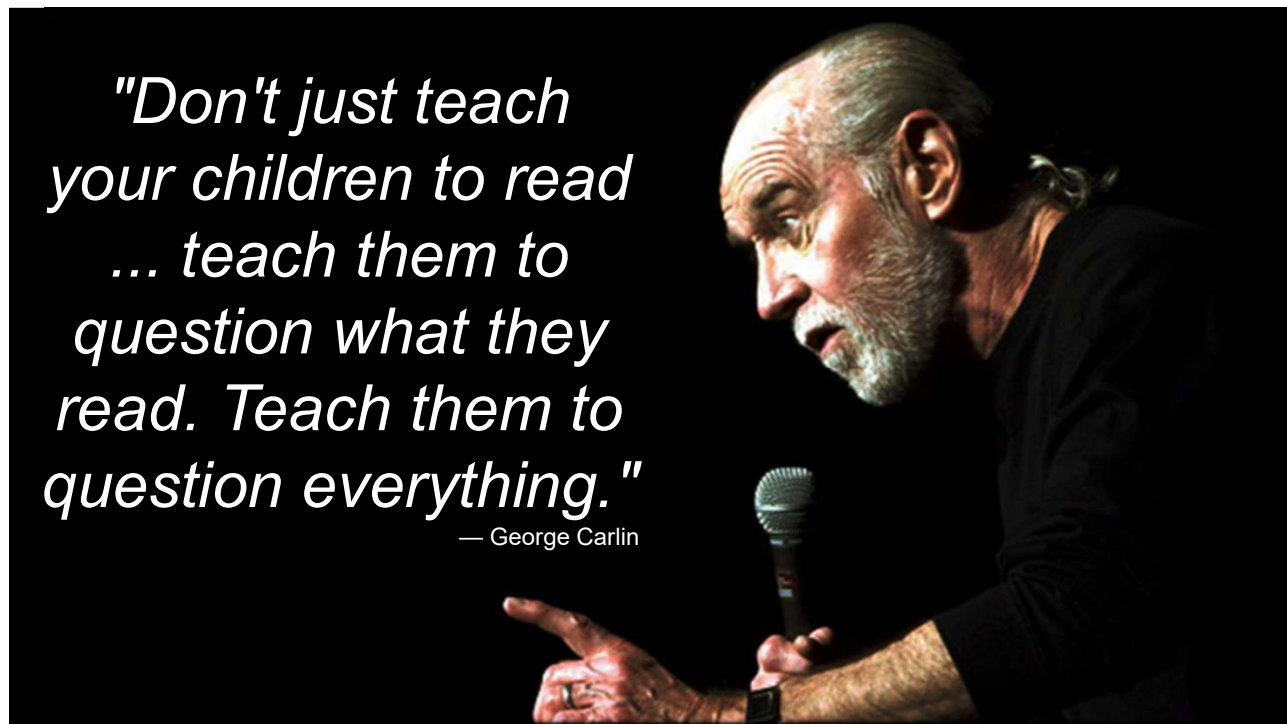 "Don't just teach
your children to read
... teach them to
question what they
read. Teach them to
question everything."
— George Carlin